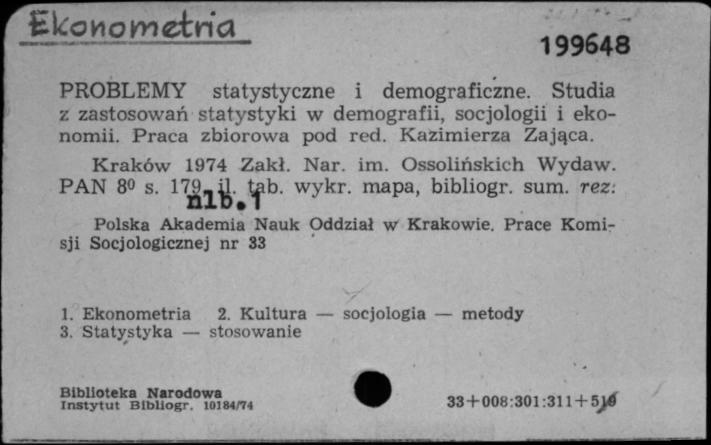 Ekonometria
199648
PROBLEMY statystyczne i demograficzne. Studia
z zastosowań statystyki w demografii, socjologii i eko-
nomii. Praca zbiorowa pod red. Kazimierza Zająca.
Kraków 1974 Zakł. Nar. im. Ossolińskich Wydaw.
PAN 8⁰ s. 179, il. tab. wykr. mapa, bibliogr. sum. rez.
nlb.1
Polska Akademia Nauk Oddział w Krakowie. Prace Komi-
sji Socjologicznej nr 33
1. Ekonometria 2. Kultura — socjologia — metody
3. Statystyka — stosowanie
Biblioteka Narodowa
Instytut Bibliogr. 10184/74
33+008:301:311+519